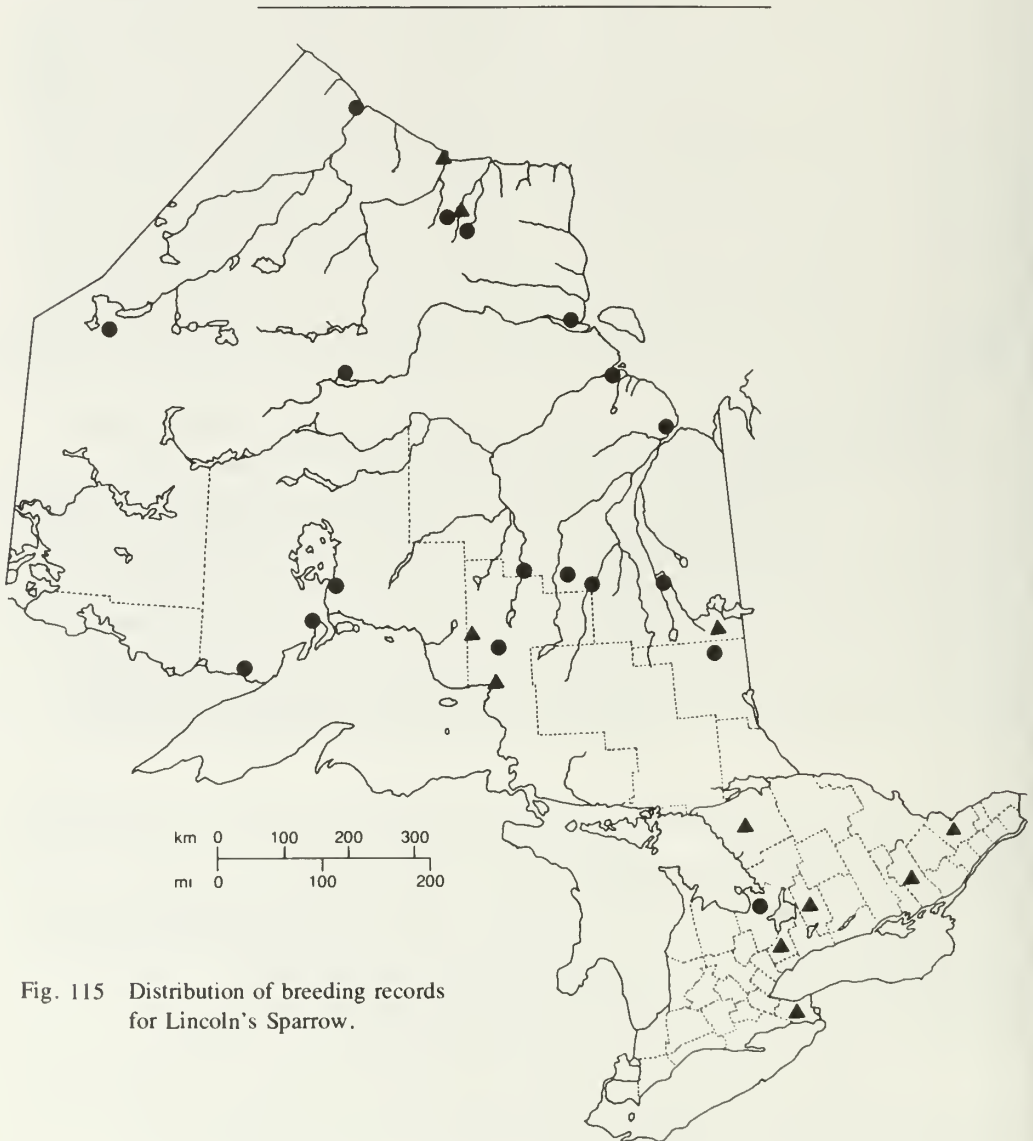 km 0 100 200 300
mi 0 100 200
Fig. 115 Distribution of breeding records
for Lincoln's Sparrow.